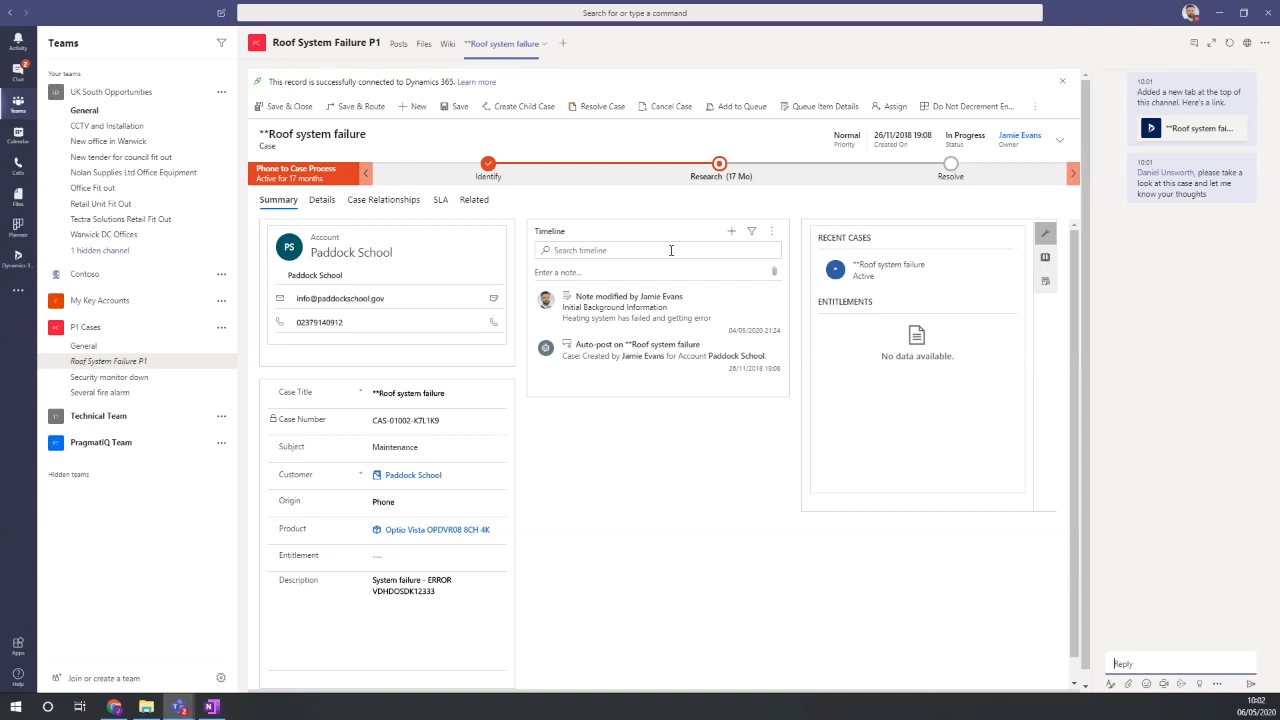 Search for or type a command
Activity
Chat
2
Teams
Calendar
Calls
Files
Planner
Dynamics 3...
Apps
Help
Teams
Your teams
UO UK South Opportunities
General
CCTV and Installation
New office in Warwick
New tender for council fit out
Nolan Supplies Ltd Office Equipment
Office Fit out
Retail Unit Fit Out
Tectra Solutions Retail Fit Out
Warwick DC Offices
1 hidden channel
Contoso
My Key Accounts
PC P1 Cases
General
Roof System Failure P1
Security monitor down
Several fire alarm
TT Technical Team
PT PragmatiQ Team
Hidden teams
Join or create a team
PC Roof System Failure P1 Posts Files Wiki **Roof system failure
This record is successfully connected to Dynamics 365. Learn more
Save & Close Save & Route New Save Create Child Case Resolve Case Cancel Case Add to Queue Queue Item Details Assign Do Not Decrement En...
**Roof system failure
Case
Normal
Priority
26/11/2018 19:08
Created On
In Progress
Status
Jamie Evans
Owner
Phone to Case Process
Active for 17 months
Identify
Research (17 Mo)
Resolve
Summary Details Case Relationships SLA Related
PS
Account
Paddock School
Paddock School
info@paddockschool.gov
02379140912
Case Title * **Roof system failure
Case Number CAS-01002-K7L1K9
Subject Maintenance
Customer * Paddock School
Origin Phone
Product Optio Vista OPDVR08 8CH 4K
Entitlement ---
Description System failure - ERROR
VDHDOSDK12333
Timeline
Search timeline
Enter a note...
Note modified by Jamie Evans
Initial Background Information
Heating system has failed and getting error
04/05/2020 21:24
Auto-post on **Roof system failure
Case: Created by Jamie Evans for Account Paddock School.
26/11/2018 19:08
RECENT CASES
* **Roof system failure
Active
ENTITLEMENTS
No data available.
10:01
Added a new tab at the top of
this channel. Here's a link.
**Roof system fai...
10:01
Daniel Unsworth, please take a
look at this case and let me
know your thoughts
Reply
10:02
06/05/2020